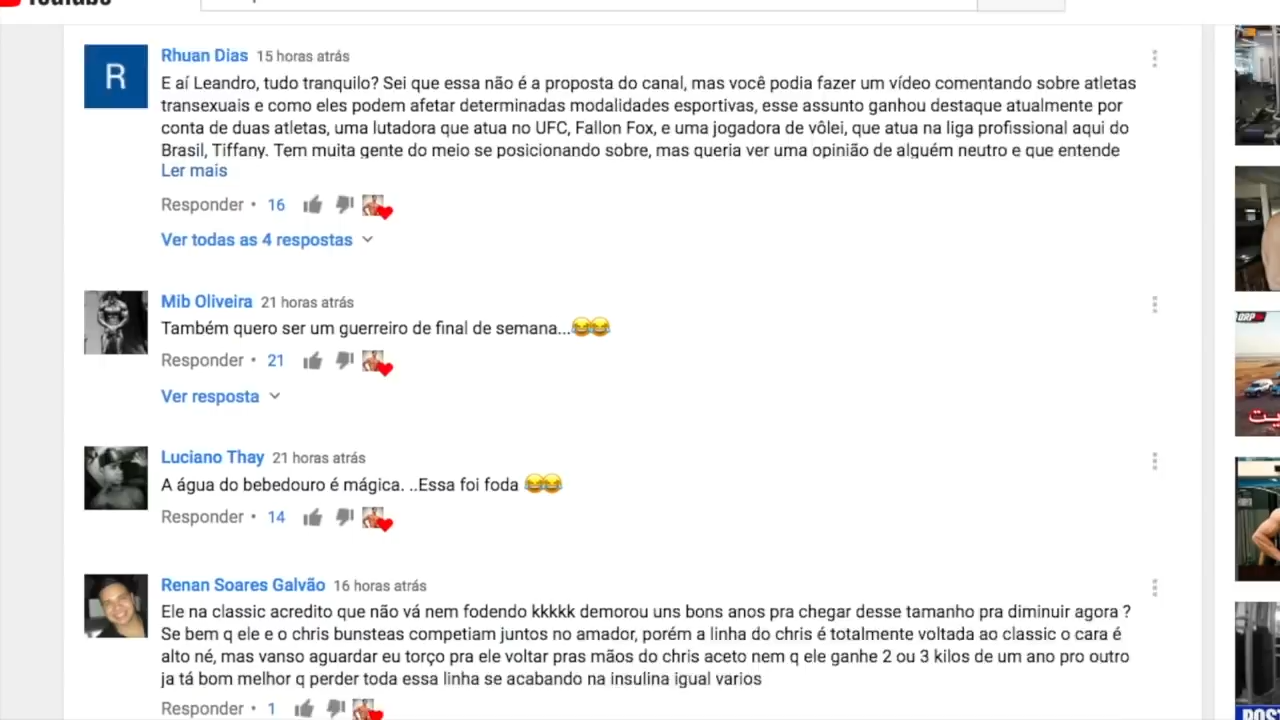 YouTube
R
Rhuan Dias 15 horas atrás
E aí Leandro, tudo tranquilo? Sei que essa não é a proposta do canal, mas você podia fazer um vídeo comentando sobre atletas
transexuais e como eles podem afetar determinadas modalidades esportivas, esse assunto ganhou destaque atualmente por
conta de duas atletas, uma lutadora que atua no UFC, Fallon Fox, e uma jogadora de vôlei, que atua na liga profissional aqui do
Brasil, Tiffany. Tem muita gente do meio se posicionando sobre, mas queria ver uma opinião de alguém neutro e que entende
Ler mais
Responder • 16
Ver todas as 4 respostas
Mib Oliveira 21 horas atrás
Também quero ser um guerreiro de final de semana...😂😂
Responder • 21
Ver resposta
Luciano Thay 21 horas atrás
A água do bebedouro é mágica. ..Essa foi foda 😂😂
Responder • 14
Renan Soares Galvão 16 horas atrás
Ele na classic acredito que não vá nem fodendo kkkkk demorou uns bons anos pra chegar desse tamanho pra diminuir agora ?
Se bem q ele e o chris bunsteas competiam juntos no amador, porém a linha do chris é totalmente voltada ao classic o cara é
alto né, mas vanso aguardar eu torço pra ele voltar pras mãos do chris aceto nem q ele ganhe 2 ou 3 kilos de um ano pro outro
ja tá bom melhor q perder toda essa linha se acabando na insulina igual varios
Responder • 1